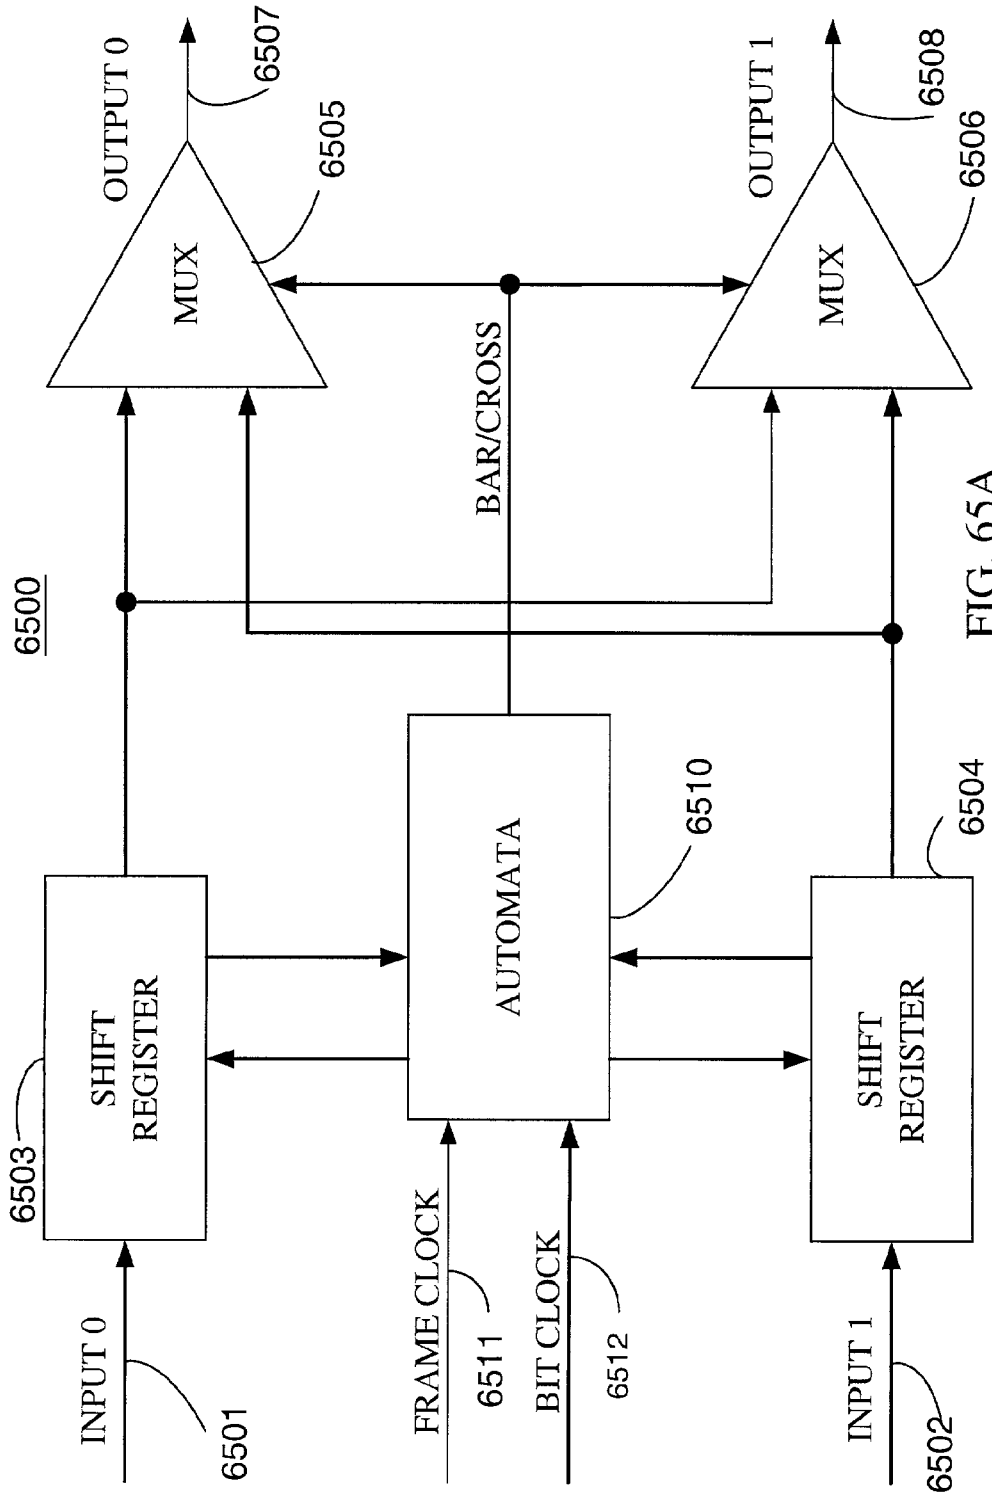 6500
INPUT 0
6501
6503
SHIFT
REGISTER
MUX
OUTPUT 0
6507
6505
FRAME CLOCK
6511
BIT CLOCK
6512
AUTOMATA
6510
BAR/CROSS
INPUT 1
6502
SHIFT
REGISTER
6504
MUX
OUTPUT 1
6508
6506
FIG. 65A